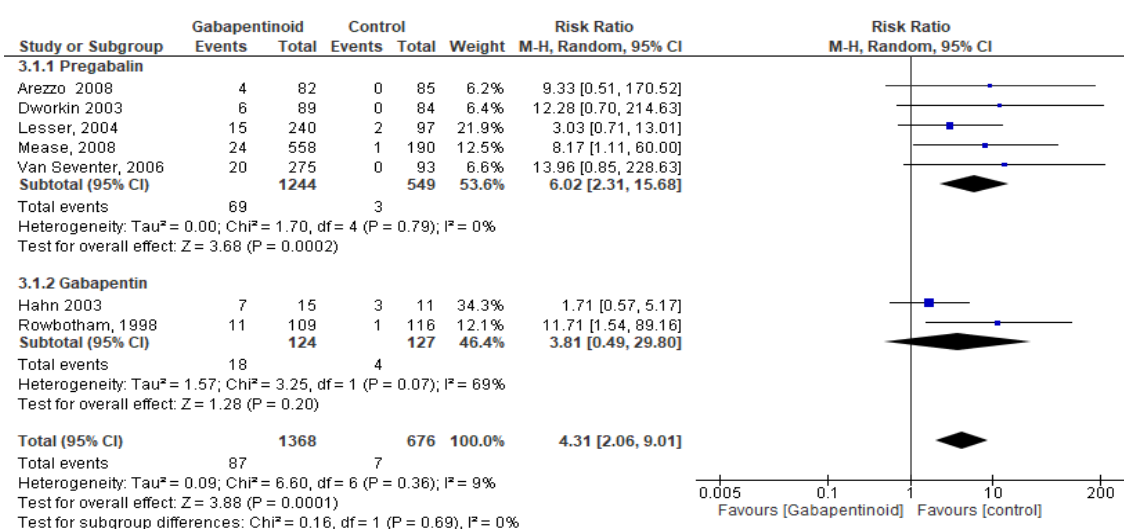 Gabapentinoid Control Risk Ratio Risk Ratio
Study or Subgroup Events Total Events Total Weight M-H, Random, 95% CI M-H, Random, 95% CI
3.1.1 Pregabalin
Arezzo 2008 4 82 0 85 6.2% 9.33 [0.51, 170.52]
Dworkin 2003 6 89 0 84 6.4% 12.28 [0.70, 214.63]
Lesser, 2004 15 240 2 97 21.9% 3.03 [0.71, 13.01]
Mease, 2008 24 558 1 190 12.5% 8.17 [1.11, 60.00]
Van Seventer, 2006 20 275 0 93 6.6% 13.96 [0.85, 228.63]
Subtotal (95% CI) 1244 549 53.6% 6.02 [2.31, 15.68]
Total events 69 3
Heterogeneity: Tau² = 0.00; Chi² = 1.70, df = 4 (P = 0.79); I² = 0%
Test for overall effect: Z = 3.68 (P = 0.0002)
3.1.2 Gabapentin
Hahn 2003 7 15 3 11 34.3% 1.71 [0.57, 5.17]
Rowbotham, 1998 11 109 1 116 12.1% 11.71 [1.54, 89.16]
Subtotal (95% CI) 124 127 46.4% 3.81 [0.49, 29.80]
Total events 18 4
Heterogeneity: Tau² = 1.57; Chi² = 3.25, df = 1 (P = 0.07); I² = 69%
Test for overall effect: Z = 1.28 (P = 0.20)
Total (95% CI) 1368 676 100.0% 4.31 [2.06, 9.01]
Total events 87 7
Heterogeneity: Tau² = 0.09; Chi² = 6.60, df = 6 (P = 0.36); I² = 9%
Test for overall effect: Z = 3.88 (P = 0.0001)
Test for subgroup differences: Chi² = 0.16, df = 1 (P = 0.69), I² = 0%
0.005 0.1 1 10 200
Favours [Gabapentinoid] Favours [control]